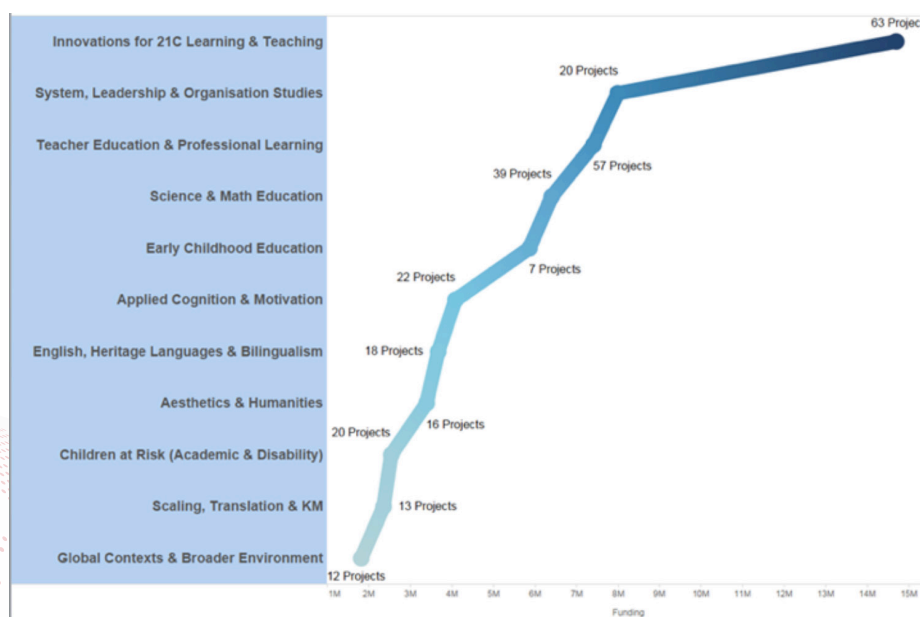 63 Projec
Innovations for 21C Learning & Teaching
20 Projects
System, Leadership & Organisation Studies
Teacher Education & Professional Learning
57 Projects
39 Projects
Science & Math Education
Early Childhood Education
7 Projects
22 Projects
Applied Cognition & Motivation
English, Heritage Languages & Bilingualism
18 Projects
Aesthetics & Humanities
16 Projects
20 Projects
Children at Risk (Academic & Disability)
Scaling, Translation & KM
13 Projects
Global Contexts & Broader Environment
12 Projects
1M 2M 3M 4M 5M 6M 7M 8M 9M 10M 11M 12M 13M 14M 15M
Funding